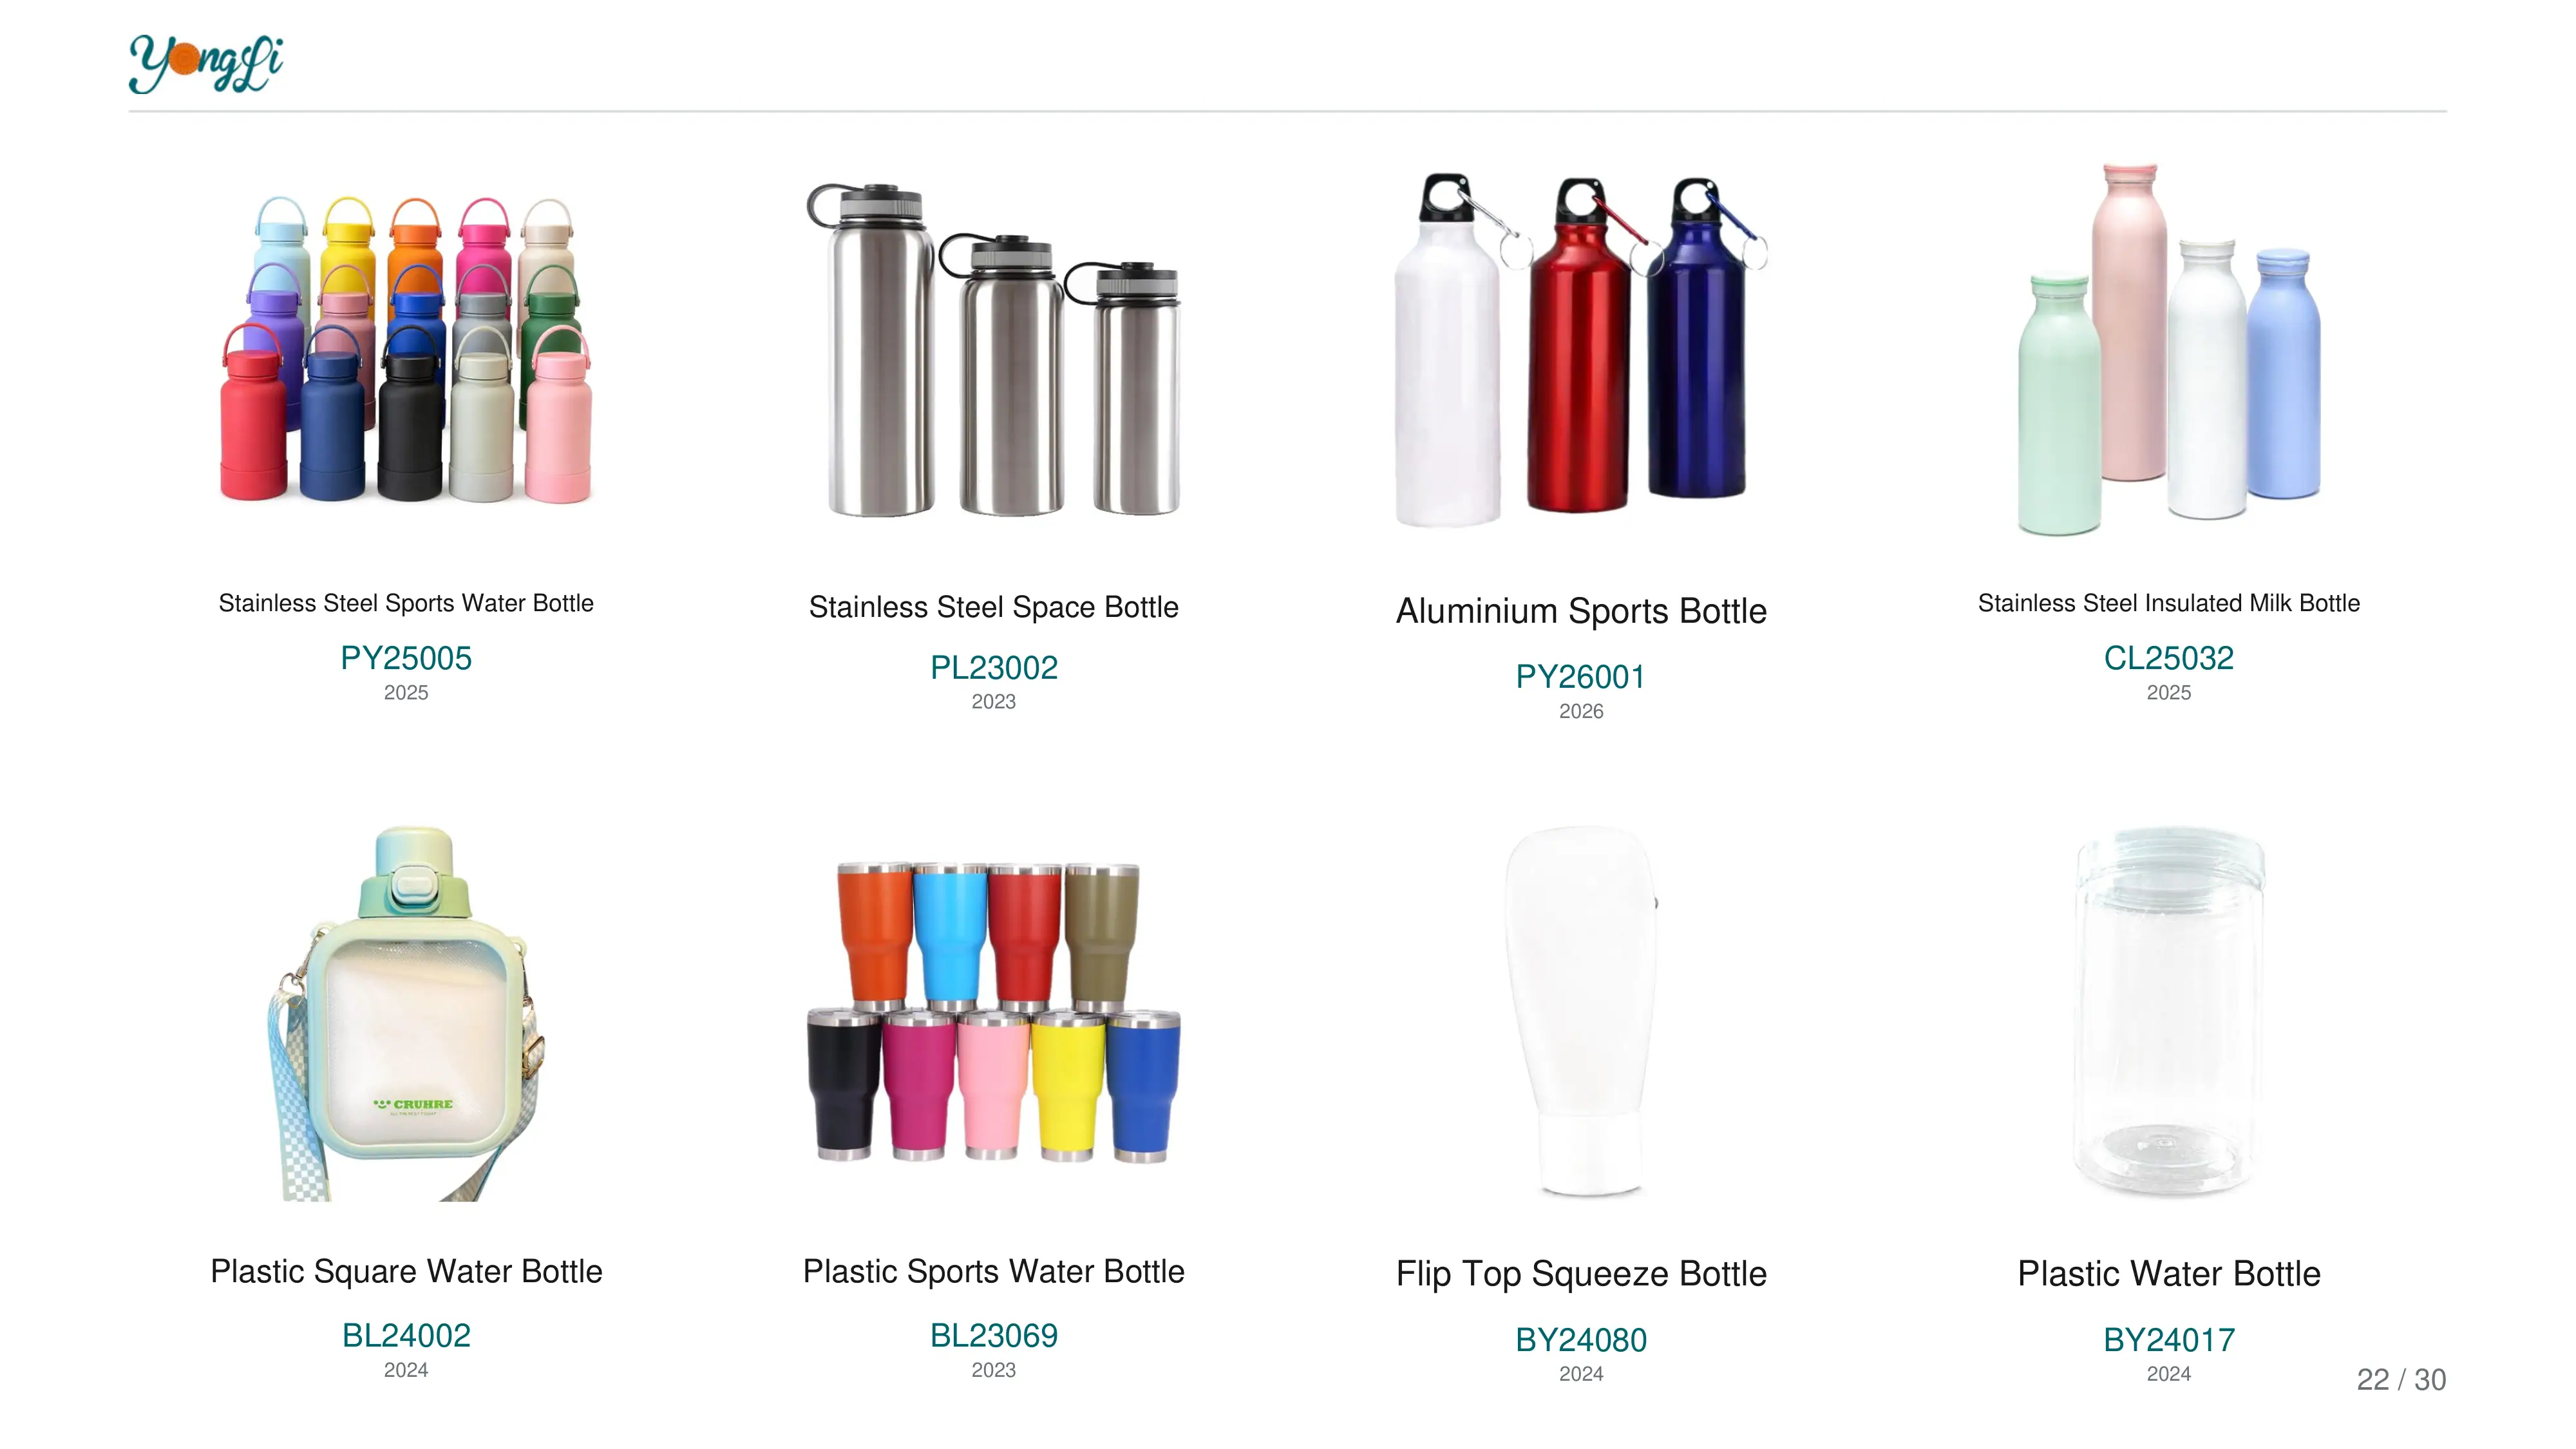 YongLi
Stainless Steel Sports Water Bottle
PY25005
2025
Stainless Steel Space Bottle
PL23002
2023
Aluminium Sports Bottle
PY26001
2026
Stainless Steel Insulated Milk Bottle
CL25032
2025
CRUHRE
Plastic Square Water Bottle
BL24002
2024
Plastic Sports Water Bottle
BL23069
2023
Flip Top Squeeze Bottle
BY24080
2024
Plastic Water Bottle
BY24017
2024
22 / 30